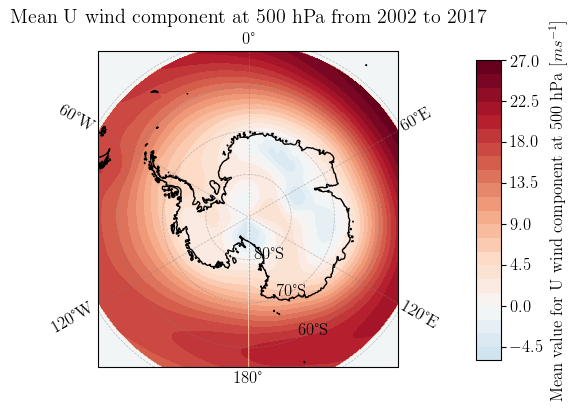 Mean U wind component at 500 hPa from 2002 to 2017
0°
60°W
60°E
80°S
70°S
60°S
120°W
120°E
180°
27.0
22.5
18.0
13.5
9.0
4.5
0.0
−4.5
Mean value for U wind component at 500 hPa [ms⁻¹]